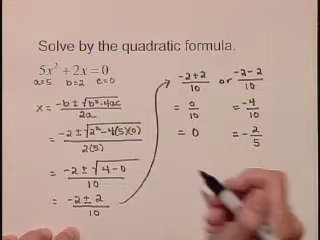 Solve by the quadratic formula.
5x² + 2x = 0
a=5 b=2 c=0
x = (-b ± √(b²-4ac))/2a
= (-2 ± √(2²-4(5)(0)))/2(5)
= (-2 ± √(4-0))/10
= (-2 ± 2)/10
(-2+2)/10 or (-2-2)/10
= 0/10 = -4/10
= 0 = -2/5